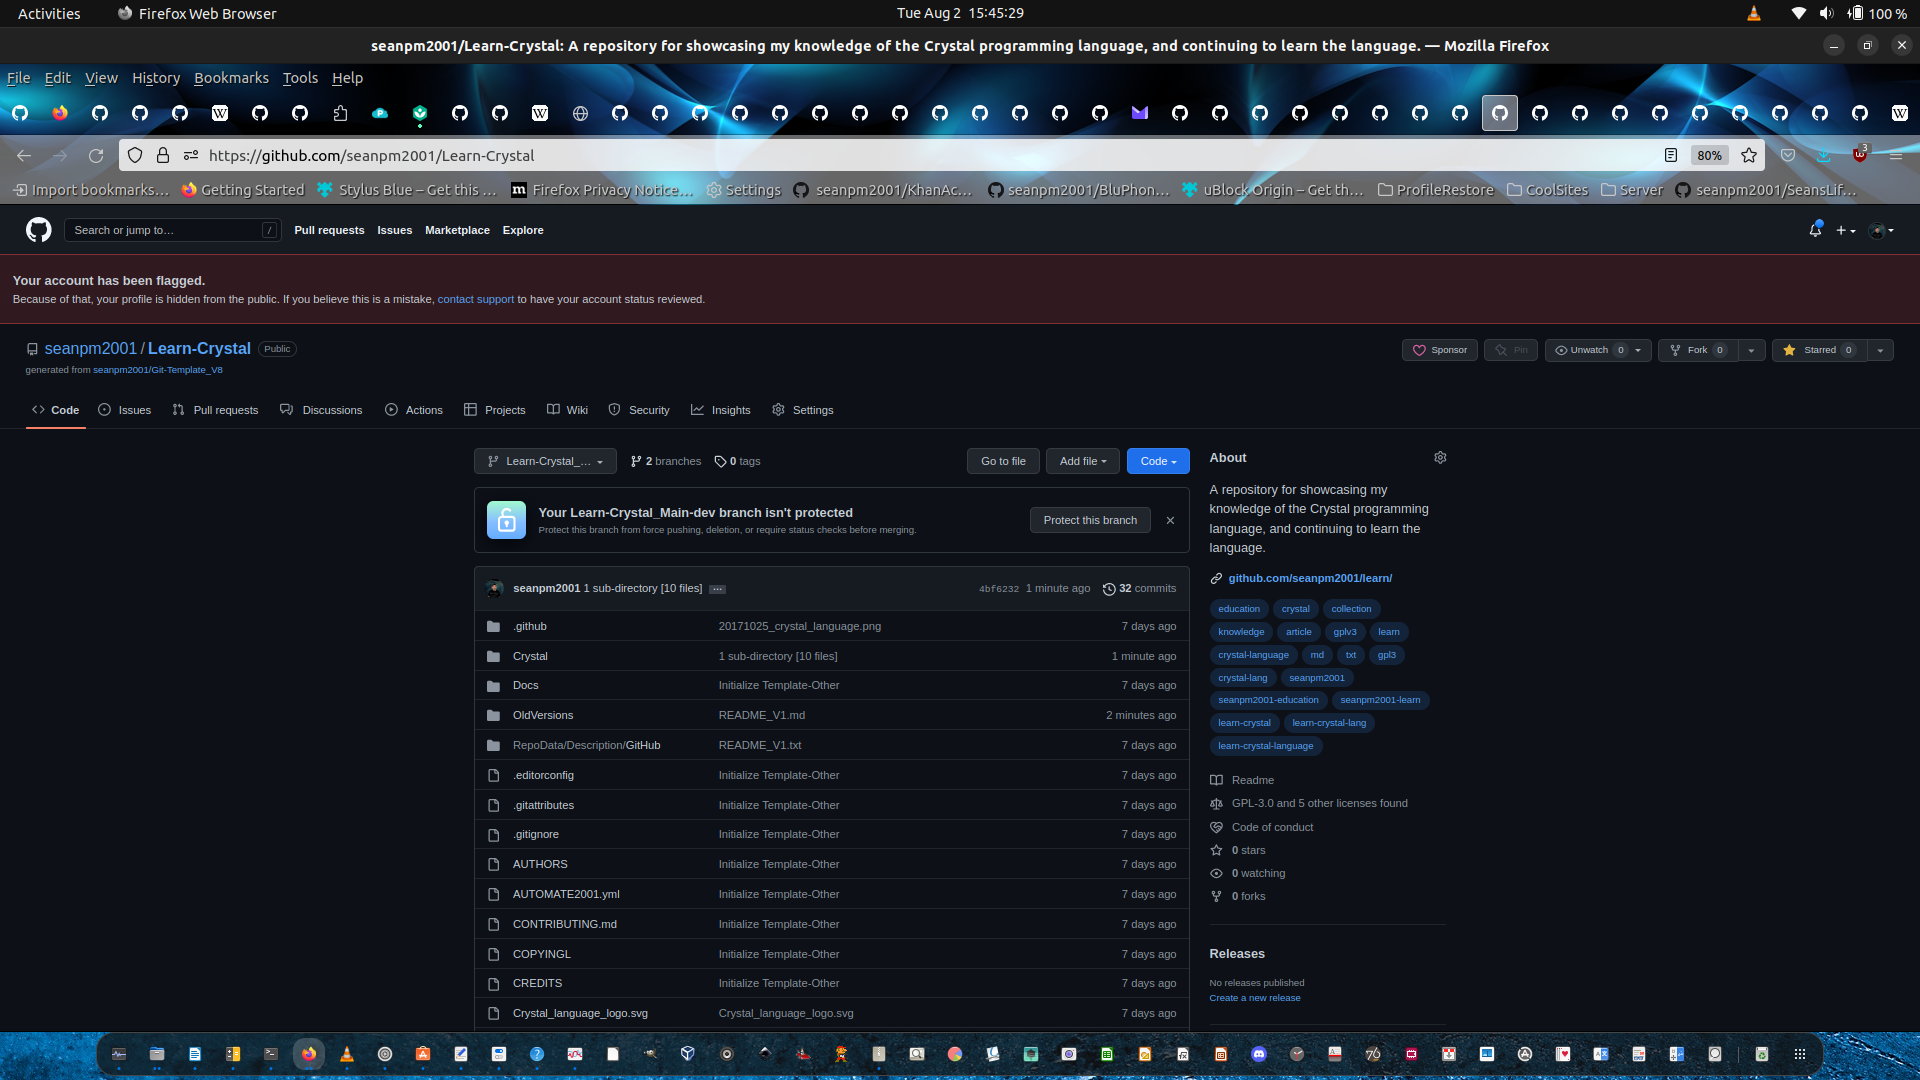 Activities Firefox Web Browser Tue Aug 2 15:45:29 100 %
seanpm2001/Learn-Crystal: A repository for showcasing my knowledge of the Crystal programming language, and continuing to learn the language. — Mozilla Firefox
File Edit View History Bookmarks Tools Help
https://github.com/seanpm2001/Learn-Crystal 80% 3
Import bookmarks… Getting Started Stylus Blue – Get this … Firefox Privacy Notice… Settings seanpm2001/KhanAc… seanpm2001/BluPhon… uBlock Origin – Get th… ProfileRestore CoolSites Server seanpm2001/SeansLif…
Search or jump to… / Pull requests Issues Marketplace Explore
Your account has been flagged.
Because of that, your profile is hidden from the public. If you believe this is a mistake, contact support to have your account status reviewed.
seanpm2001 / Learn-Crystal Public Sponsor Pin Unwatch 0 Fork 0 Starred 0
generated from seanpm2001/Git-Template_V8
Code Issues Pull requests Discussions Actions Projects Wiki Security Insights Settings
Learn-Crystal_… 2 branches 0 tags Go to file Add file Code
Your Learn-Crystal_Main-dev branch isn't protected
Protect this branch from force pushing, deletion, or require status checks before merging.
Protect this branch
seanpm2001 1 sub-directory [10 files] … 4bf6232 1 minute ago 32 commits
.github 20171025_crystal_language.png 7 days ago
Crystal 1 sub-directory [10 files] 1 minute ago
Docs Initialize Template-Other 7 days ago
OldVersions README_V1.md 2 minutes ago
RepoData/Description/GitHub README_V1.txt 7 days ago
.editorconfig Initialize Template-Other 7 days ago
.gitattributes Initialize Template-Other 7 days ago
.gitignore Initialize Template-Other 7 days ago
AUTHORS Initialize Template-Other 7 days ago
AUTOMATE2001.yml Initialize Template-Other 7 days ago
CONTRIBUTING.md Initialize Template-Other 7 days ago
COPYINGL Initialize Template-Other 7 days ago
CREDITS Initialize Template-Other 7 days ago
Crystal_language_logo.svg Crystal_language_logo.svg 7 days ago
About
A repository for showcasing my
knowledge of the Crystal programming
language, and continuing to learn the
language.
github.com/seanpm2001/learn/
education crystal collection
knowledge article gplv3 learn
crystal-language md txt gpl3
crystal-lang seanpm2001
seanpm2001-education seanpm2001-learn
learn-crystal learn-crystal-lang
learn-crystal-language
Readme
GPL-3.0 and 5 other licenses found
Code of conduct
0 stars
0 watching
0 forks
Releases
No releases published
Create a new release